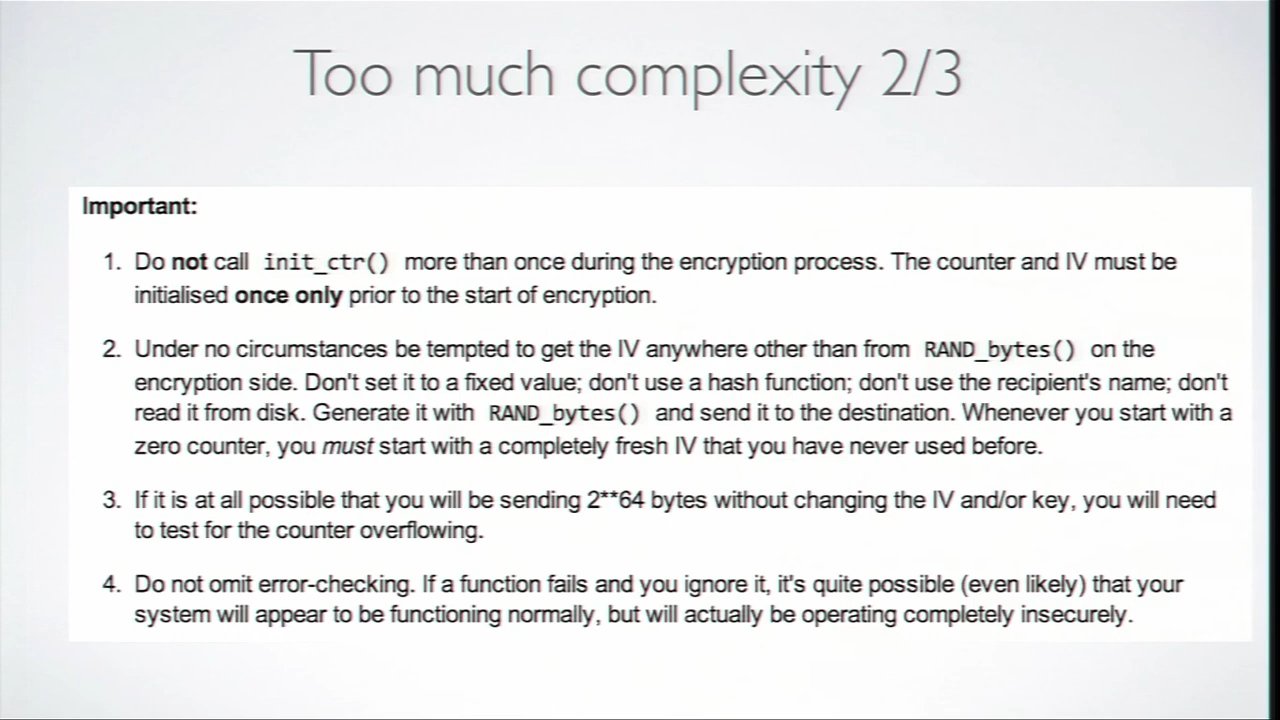 Too much complexity 2/3
Important:
1. Do not call init_ctr() more than once during the encryption process. The counter and IV must be
initialised once only prior to the start of encryption.
2. Under no circumstances be tempted to get the IV anywhere other than from RAND_bytes() on the
encryption side. Don't set it to a fixed value; don't use a hash function; don't use the recipient's name; don't
read it from disk. Generate it with RAND_bytes() and send it to the destination. Whenever you start with a
zero counter, you must start with a completely fresh IV that you have never used before.
3. If it is at all possible that you will be sending 2**64 bytes without changing the IV and/or key, you will need
to test for the counter overflowing.
4. Do not omit error-checking. If a function fails and you ignore it, it's quite possible (even likely) that your
system will appear to be functioning normally, but will actually be operating completely insecurely.